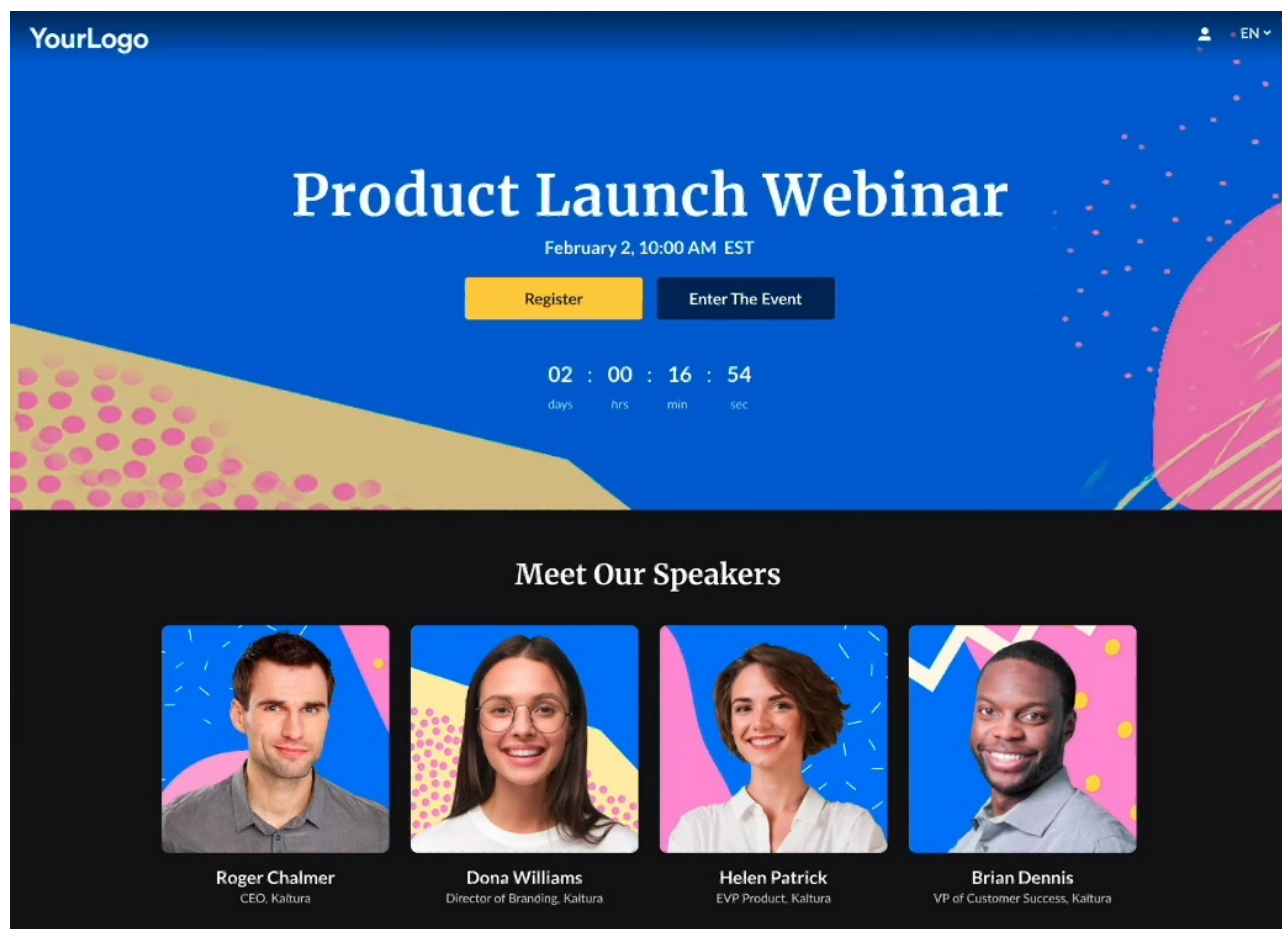 YourLogo
EN
Product Launch Webinar
February 2, 10:00 AM EST
Register
Enter The Event
02 : 00 : 16 : 54
days hrs min sec
Meet Our Speakers
Roger Chalmer
CEO, Kaltura
Dona Williams
Director of Branding, Kaltura
Helen Patrick
EVP Product, Kaltura
Brian Dennis
VP of Customer Success, Kaltura